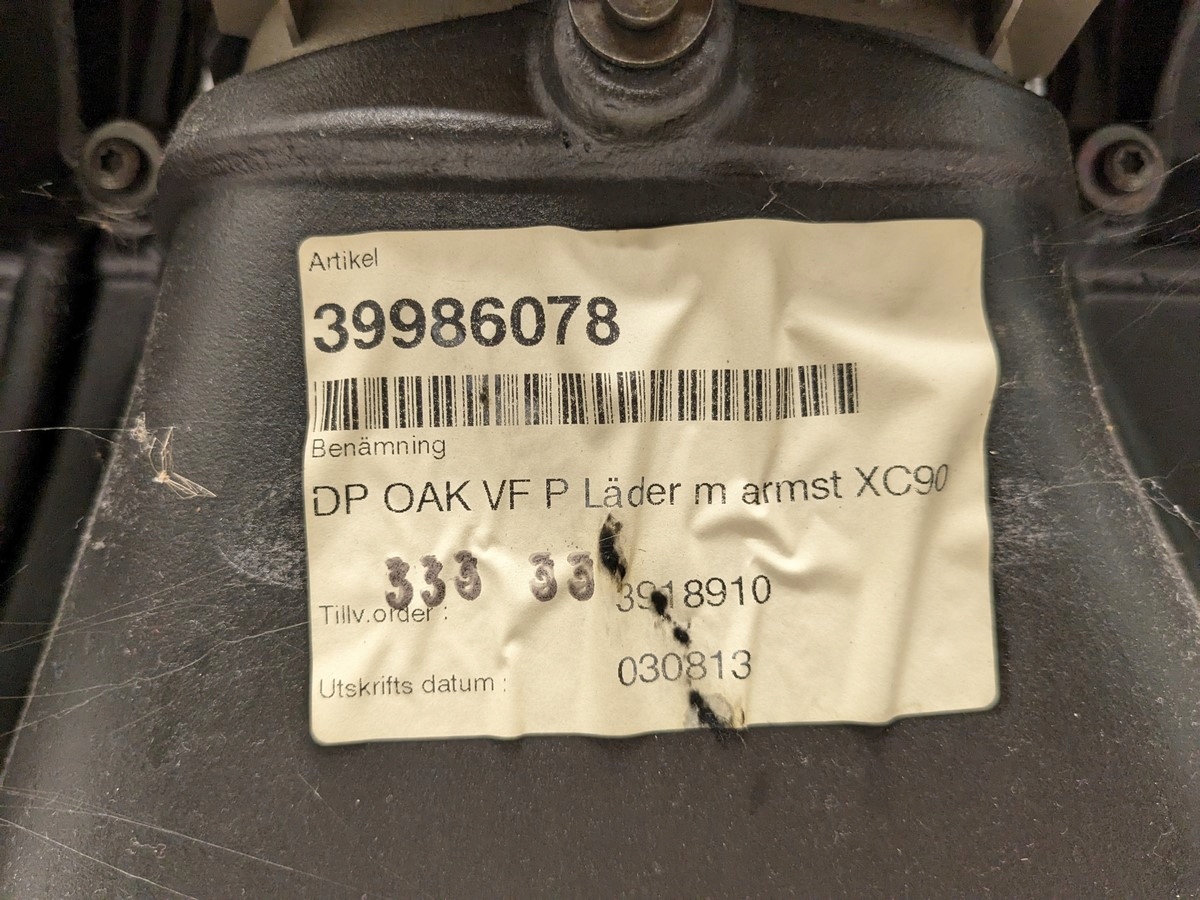 Artikel
39986078
Benämning
DP OAK VF P Läder m armst XC90
333 33
Tillv.order : 3918910
Utskrifts datum : 030813